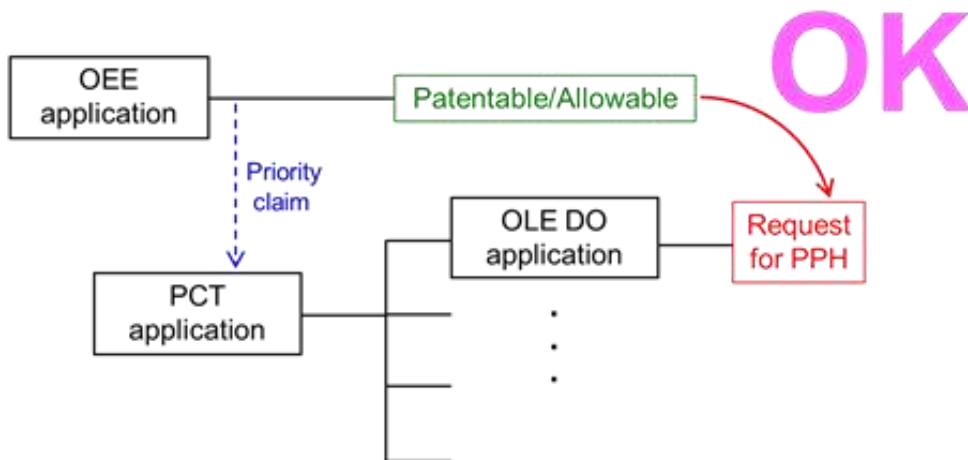 OK
OEE
application
Patentable/Allowable
Priority
claim
OLE DO
application
Request
for PPH
PCT
application